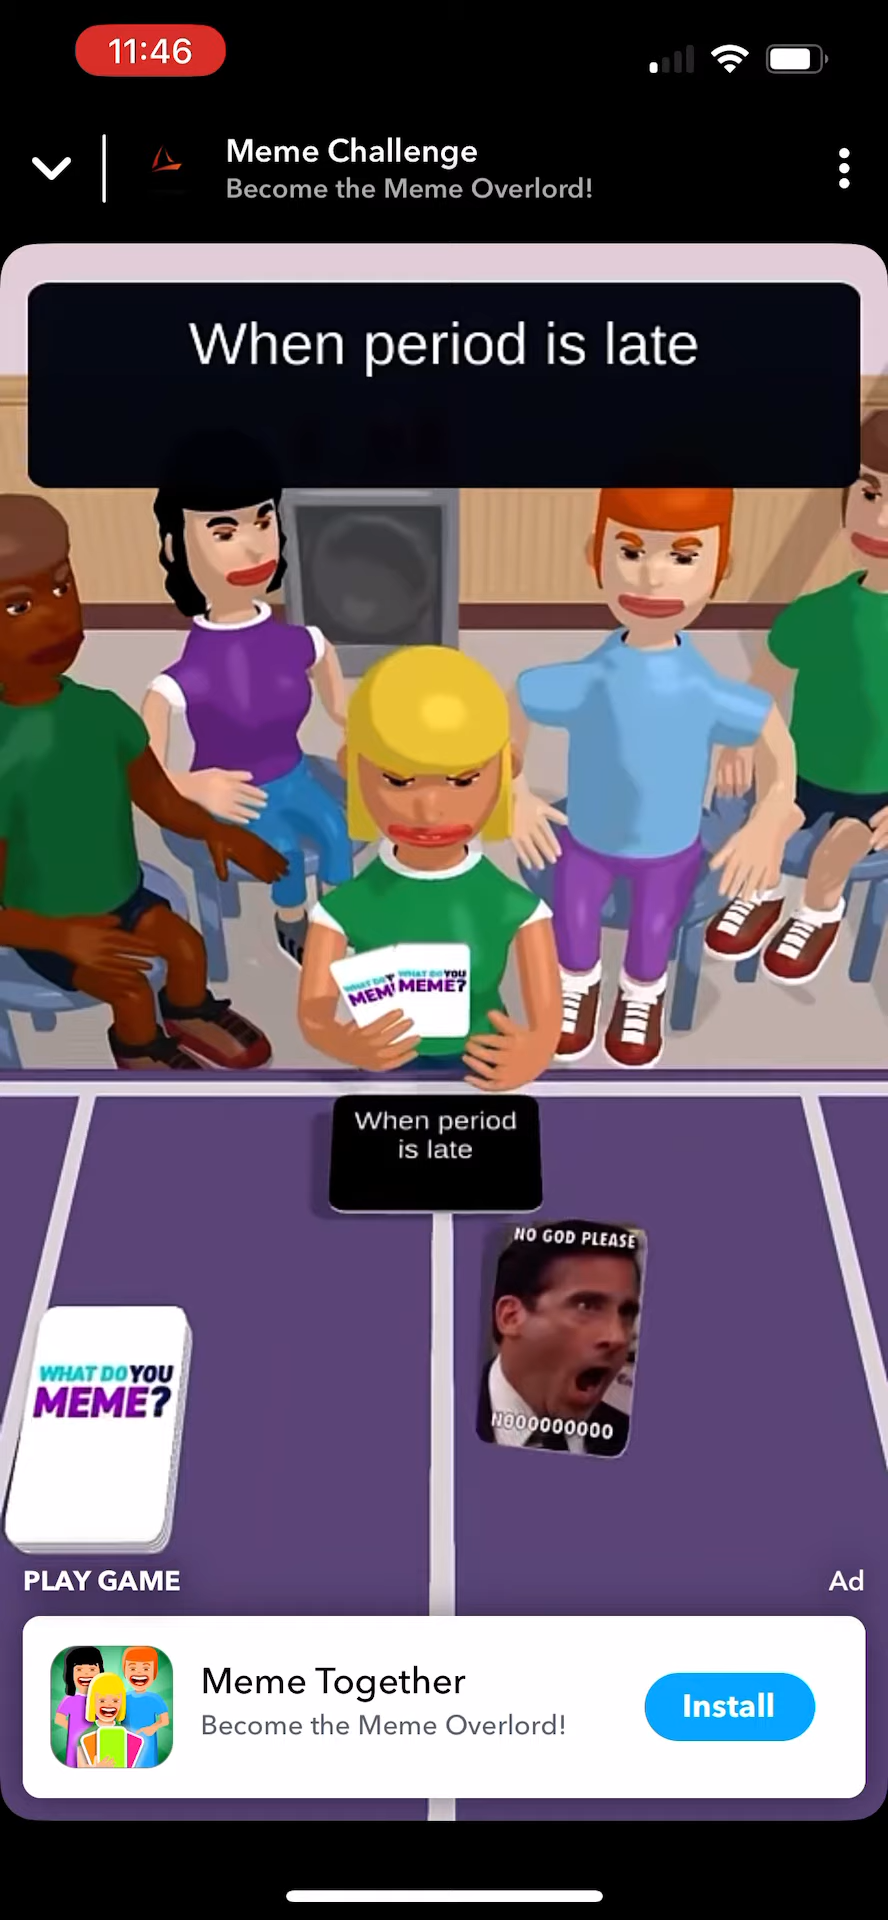 11:46
Meme Challenge
Become the Meme Overlord!
When period is late
WHAT DO YOU
MEME?
When period
is late
NO GOD PLEASE
NOOOOOOOOO
WHAT DO YOU
MEME?
PLAY GAME
Ad
Meme Together
Become the Meme Overlord!
Install